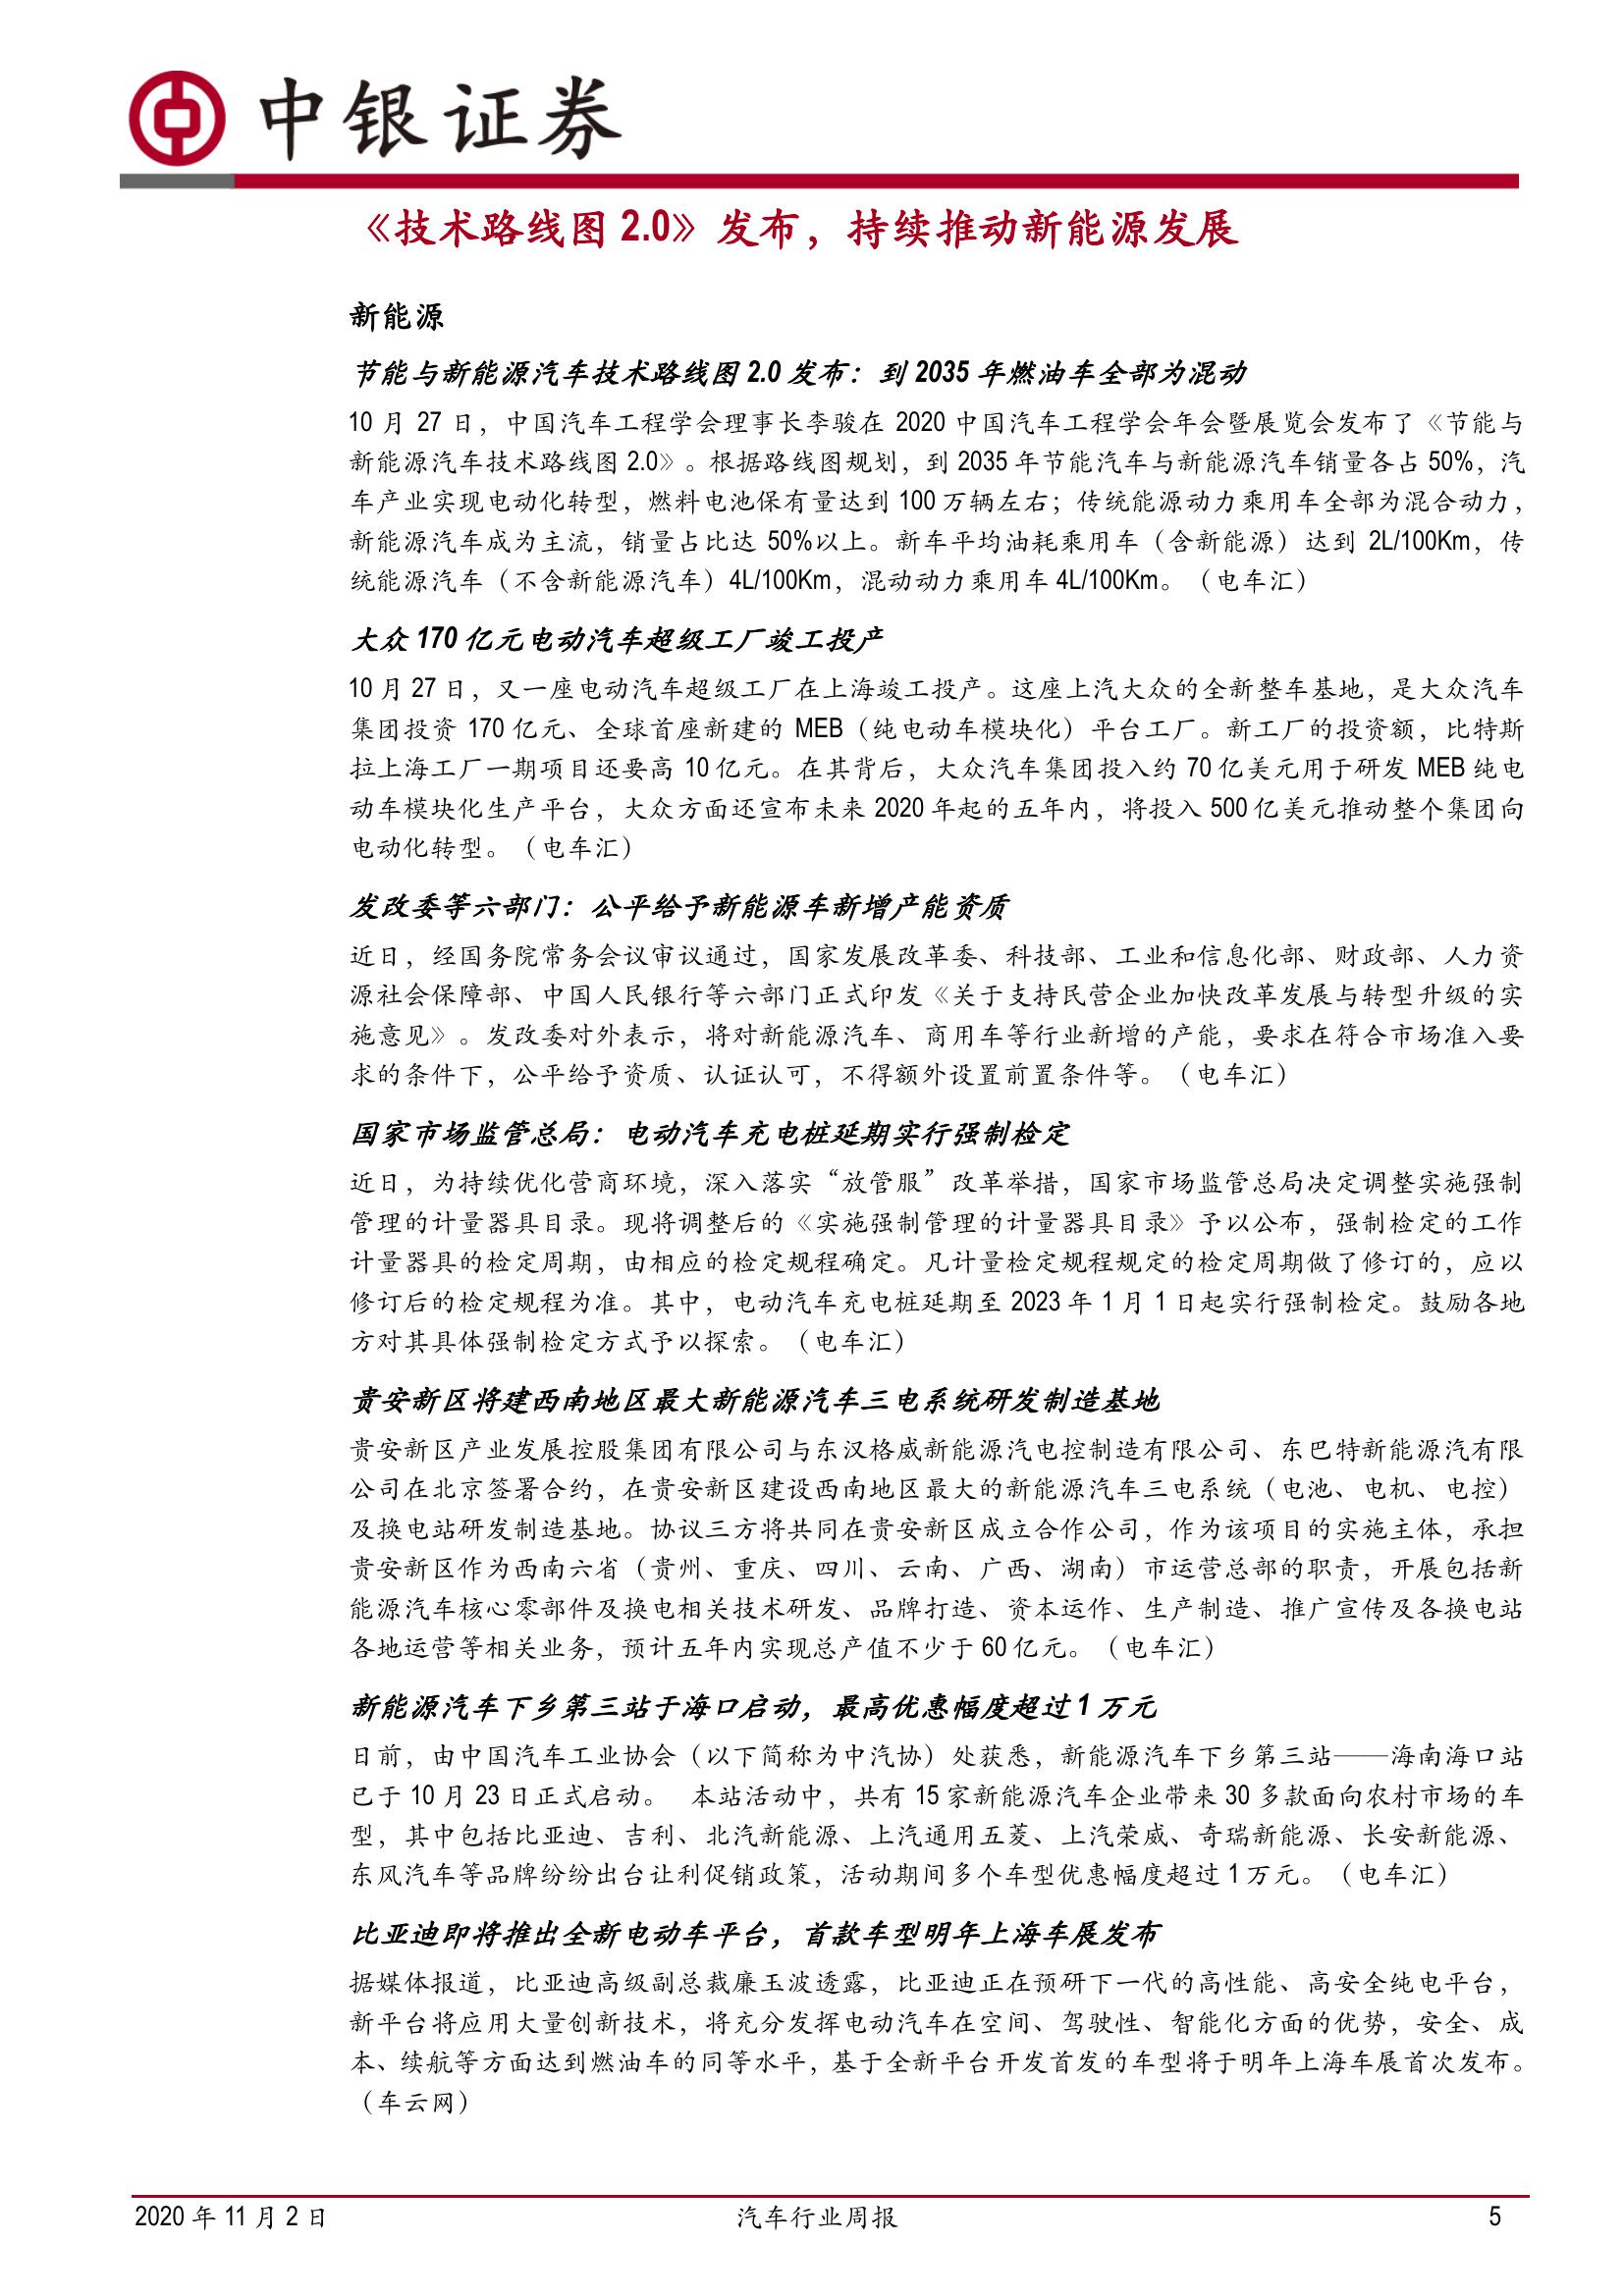 中银证券
《技术路线图 2.0》发布，持续推动新能源发展
新能源
节能与新能源汽车技术路线图 2.0 发布：到 2035 年燃油车全部为混动
10 月 27 日，中国汽车工程学会理事长李骏在 2020 中国汽车工程学会年会暨展览会发布了《节能与
新能源汽车技术路线图 2.0》。根据路线图规划，到 2035 年节能汽车与新能源汽车销量各占 50%，汽
车产业实现电动化转型，燃料电池保有量达到 100 万辆左右；传统能源动力乘用车全部为混合动力，
新能源汽车成为主流，销量占比达 50%以上。新车平均油耗乘用车（含新能源）达到 2L/100Km，传
统能源汽车（不含新能源汽车）4L/100Km，混动动力乘用车 4L/100Km。（电车汇）
大众 170 亿元电动汽车超级工厂竣工投产
10 月 27 日，又一座电动汽车超级工厂在上海竣工投产。这座上汽大众的全新整车基地，是大众汽车
集团投资 170 亿元、全球首座新建的 MEB（纯电动车模块化）平台工厂。新工厂的投资额，比特斯
拉上海工厂一期项目还要高 10 亿元。在其背后，大众汽车集团投入约 70 亿美元用于研发 MEB 纯电
动车模块化生产平台，大众方面还宣布未来 2020 年起的五年内，将投入 500 亿美元推动整个集团向
电动化转型。（电车汇）
发改委等六部门：公平给予新能源车新增产能资质
近日，经国务院常务会议审议通过，国家发展改革委、科技部、工业和信息化部、财政部、人力资
源社会保障部、中国人民银行等六部门正式印发《关于支持民营企业加快改革发展与转型升级的实
施意见》。发改委对外表示，将对新能源汽车、商用车等行业新增的产能，要求在符合市场准入要
求的条件下，公平给予资质、认证认可，不得额外设置前置条件等。（电车汇）
国家市场监管总局：电动汽车充电桩延期实行强制检定
近日，为持续优化营商环境，深入落实“放管服”改革举措，国家市场监管总局决定调整实施强制
管理的计量器具目录。现将调整后的《实施强制管理的计量器具目录》予以公布，强制检定的工作
计量器具的检定周期，由相应的检定规程确定。凡计量检定规程规定的检定周期做了修订的，应以
修订后的检定规程为准。其中，电动汽车充电桩延期至 2023 年 1 月 1 日起实行强制检定。鼓励各地
方对其具体强制检定方式予以探索。（电车汇）
贵安新区将建西南地区最大新能源汽车三电系统研发制造基地
贵安新区产业发展控股集团有限公司与东汉格威新能源汽电控制造有限公司、东巴特新能源汽有限
公司在北京签署合约，在贵安新区建设西南地区最大的新能源汽车三电系统（电池、电机、电控）
及换电站研发制造基地。协议三方将共同在贵安新区成立合作公司，作为该项目的实施主体，承担
贵安新区作为西南六省（贵州、重庆、四川、云南、广西、湖南）市运营总部的职责，开展包括新
能源汽车核心零部件及换电相关技术研发、品牌打造、资本运作、生产制造、推广宣传及各换电站
各地运营等相关业务，预计五年内实现总产值不少于 60 亿元。（电车汇）
新能源汽车下乡第三站于海口启动，最高优惠幅度超过 1 万元
日前，由中国汽车工业协会（以下简称为中汽协）处获悉，新能源汽车下乡第三站——海南海口站
已于 10 月 23 日正式启动。 本站活动中，共有 15 家新能源汽车企业带来 30 多款面向农村市场的车
型，其中包括比亚迪、吉利、北汽新能源、上汽通用五菱、上汽荣威、奇瑞新能源、长安新能源、
东风汽车等品牌纷纷出台让利促销政策，活动期间多个车型优惠幅度超过 1 万元。（电车汇）
比亚迪即将推出全新电动车平台，首款车型明年上海车展发布
据媒体报道，比亚迪高级副总裁廉玉波透露，比亚迪正在预研下一代的高性能、高安全纯电平台，
新平台将应用大量创新技术，将充分发挥电动汽车在空间、驾驶性、智能化方面的优势，安全、成
本、续航等方面达到燃油车的同等水平，基于全新平台开发首发的车型将于明年上海车展首次发布。
（车云网）
2020 年 11 月 2 日 汽车行业周报 5